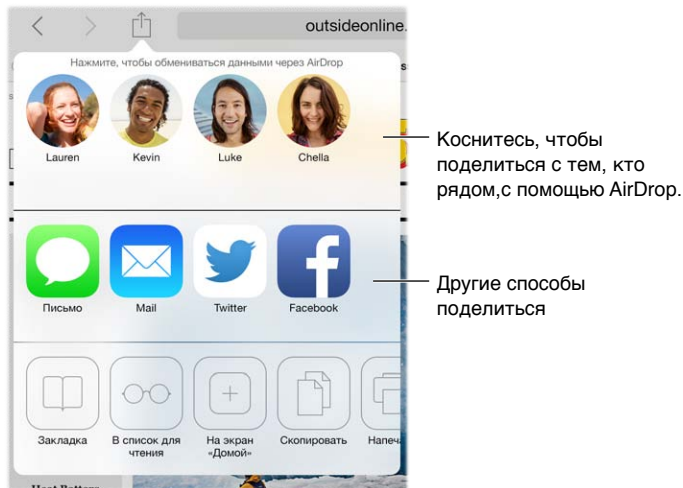 outsideonline.
Нажмите, чтобы обмениваться данными через AirDrop
Lauren Kevin Luke Chella
Коснитесь, чтобы
поделиться с тем, кто
рядом,с помощью AirDrop.
Письмо Mail Twitter Facebook
Другие способы
поделиться
Закладка В список для чтения На экран «Домой» Скопировать Напеча